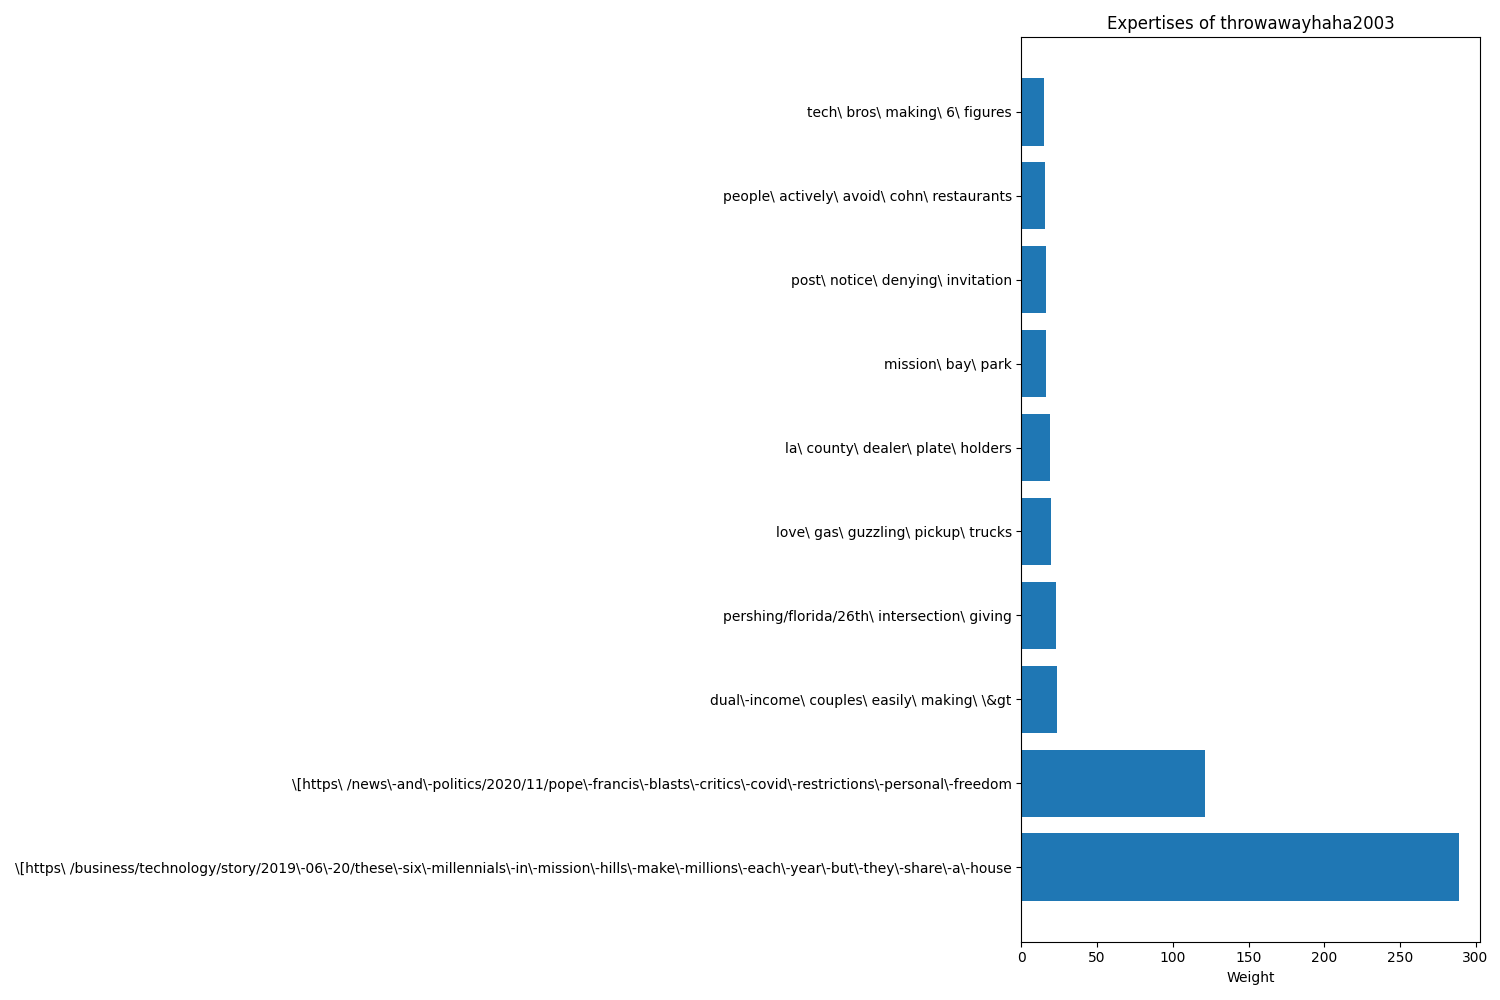 Expertises of throwawayhaha2003
tech\ bros\ making\ 6\ figures
people\ actively\ avoid\ cohn\ restaurants
post\ notice\ denying\ invitation
mission\ bay\ park
la\ county\ dealer\ plate\ holders
love\ gas\ guzzling\ pickup\ trucks
pershing/florida/26th\ intersection\ giving
dual\-income\ couples\ easily\ making\ \&gt
\[https\ /news\-and\-politics/2020/11/pope\-francis\-blasts\-critics\-covid\-restrictions\-personal\-freedom
\[https\ /business/technology/story/2019\-06\-20/these\-six\-millennials\-in\-mission\-hills\-make\-millions\-each\-year\-but\-they\-share\-a\-house
0 50 100 150 200 250 300
Weight